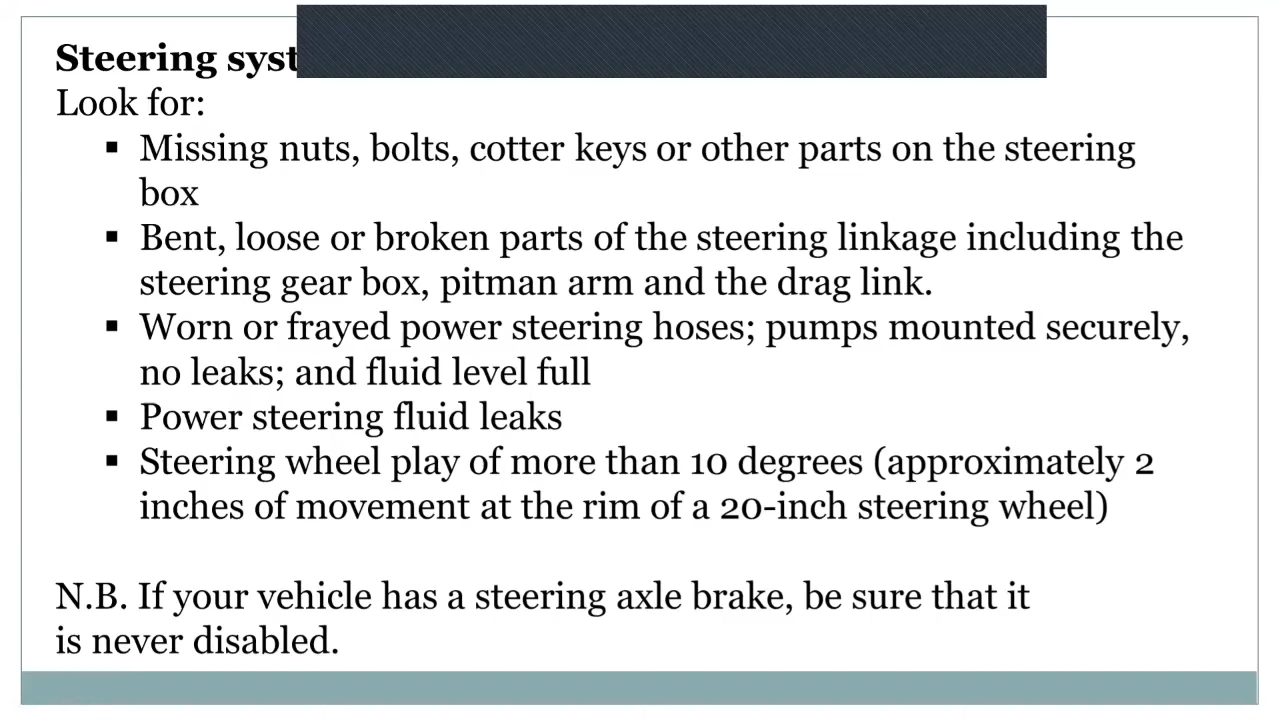 Steering syst
Look for:
▪ Missing nuts, bolts, cotter keys or other parts on the steering
box
▪ Bent, loose or broken parts of the steering linkage including the
steering gear box, pitman arm and the drag link.
▪ Worn or frayed power steering hoses; pumps mounted securely,
no leaks; and fluid level full
▪ Power steering fluid leaks
▪ Steering wheel play of more than 10 degrees (approximately 2
inches of movement at the rim of a 20-inch steering wheel)
N.B. If your vehicle has a steering axle brake, be sure that it
is never disabled.